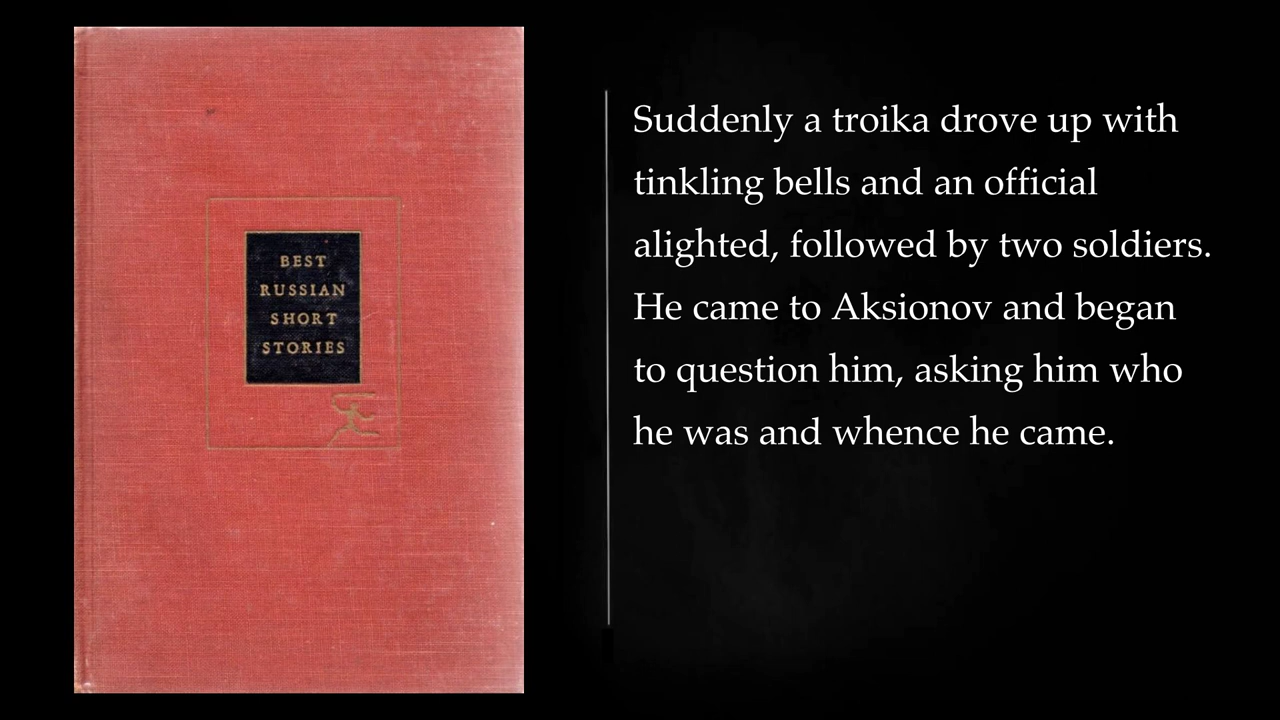 BEST
RUSSIAN
SHORT
STORIES
Suddenly a troika drove up with
tinkling bells and an official
alighted, followed by two soldiers.
He came to Aksionov and began
to question him, asking him who
he was and whence he came.